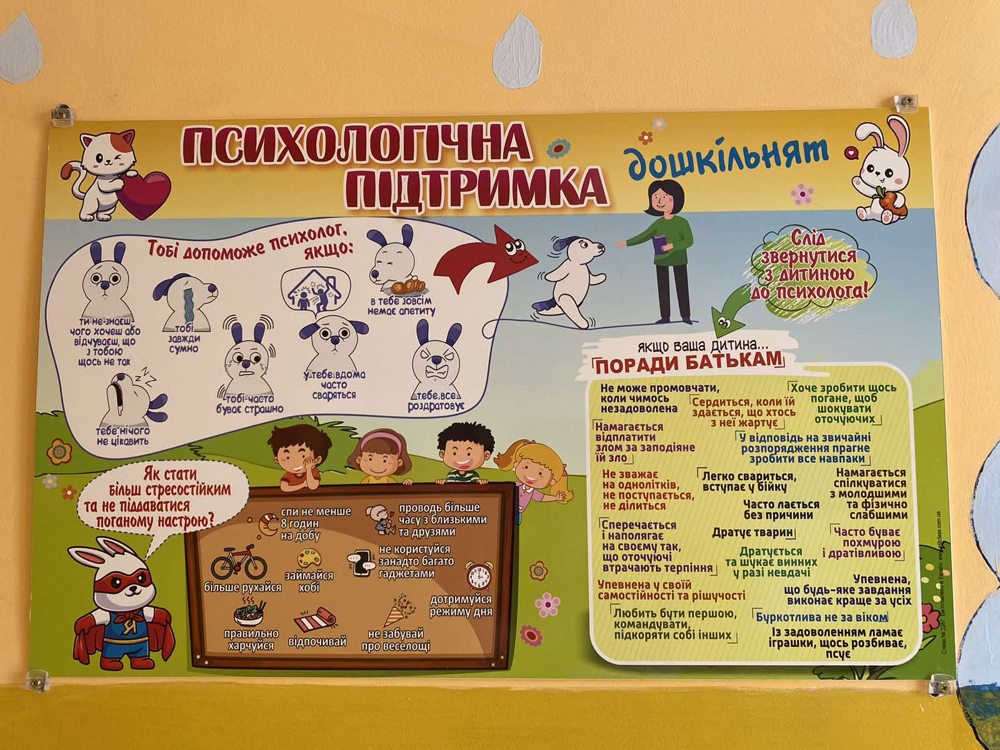 ПСИХОЛОГІЧНА
ПІДТРИМКА
дошкільнят
Тобі допоможе психолог,
якщо:
ти не знаєш
чого хочеш або
відчуваєш, що
з тобою
щось не так
тобі
завжди
сумно
тобі часто
буває страшно
у тебе вдома
часто
сваряться
в тебе зовсім
немає апетиту
тебе все
роздратовує
тебе нічого
не цікавить
Слід
звернутися
з дитиною
до психолога!
Якщо ваша дитина...
ПОРАДИ БАТЬКАМ
Не може промовчати,
коли чимось
незадоволена
Сердиться, коли їй
здається, що хтось
з неї жартує
Хоче зробити щось
погане, щоб
шокувати
оточуючих
Намагається
відплатити
злом за заподіяне
їй зло
У відповідь на звичайні
розпорядження прагне
зробити все навпаки
Не зважає
на однолітків,
не поступається,
не ділиться
Легко свариться,
вступає у бійку
Часто лається
без причини
Намагається
спілкуватися
з молодшими
та фізично
слабшими
Сперечається
і наполягає
на своєму так,
що оточуючі
втрачають терпіння
Дратує тварин
Часто буває
похмурою
і дратівливою
Дратується
та шукає винних
у разі невдачі
Упевнена у своїй
самостійності та рішучості
Упевнена,
що будь-яке завдання
виконає краще за усіх
Любить бути першою,
командувати,
підкоряти собі інших
Буркотлива не за віком
Із задоволенням ламає
іграшки, щось розбиває,
псує
Як стати
більш стресостійким
та не піддаватися
поганому настрою?
спи не менше
8 годин
на добу
проводь більше
часу з близькими
та друзями
більше рухайся
займайся
хобі
не користуйся
занадто багато
гаджетами
дотримуйся
режиму дня
правильно
харчуйся
відпочивай
не забувай
про веселощі
Я
Стенд № 2287. Виготовлено в Україні.